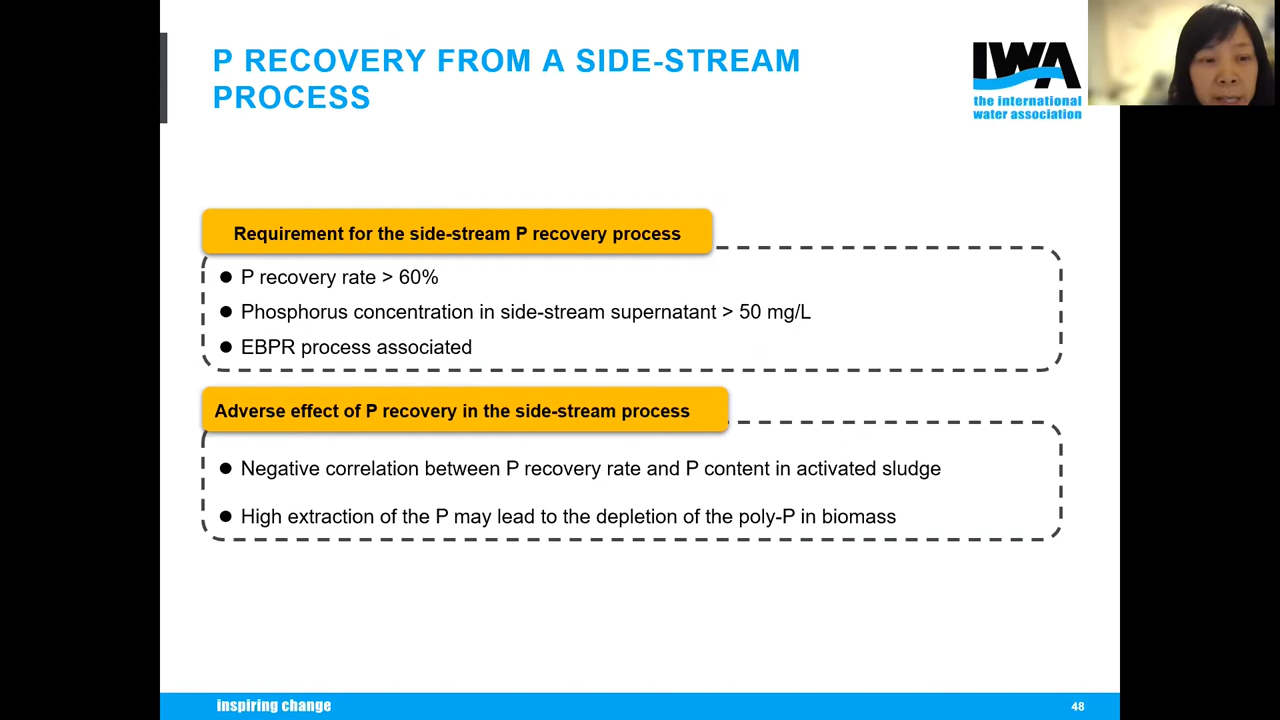 P RECOVERY FROM A SIDE-STREAM
PROCESS
IWA
the international
water association
Requirement for the side-stream P recovery process
P recovery rate > 60%
Phosphorus concentration in side-stream supernatant > 50 mg/L
EBPR process associated
Adverse effect of P recovery in the side-stream process
Negative correlation between P recovery rate and P content in activated sludge
High extraction of the P may lead to the depletion of the poly-P in biomass
inspiring change
48